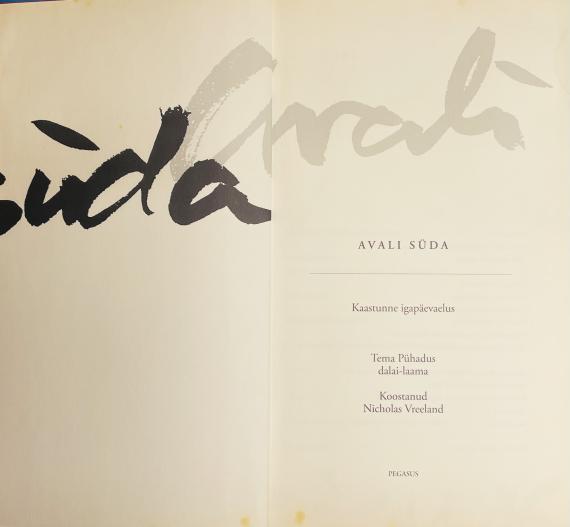 Avali
süda
AVALI SÜDA
Kaastunne igapäevaelus
Tema Pühadus
dalai-laama
Koostanud
Nicholas Vreeland
PEGASUS